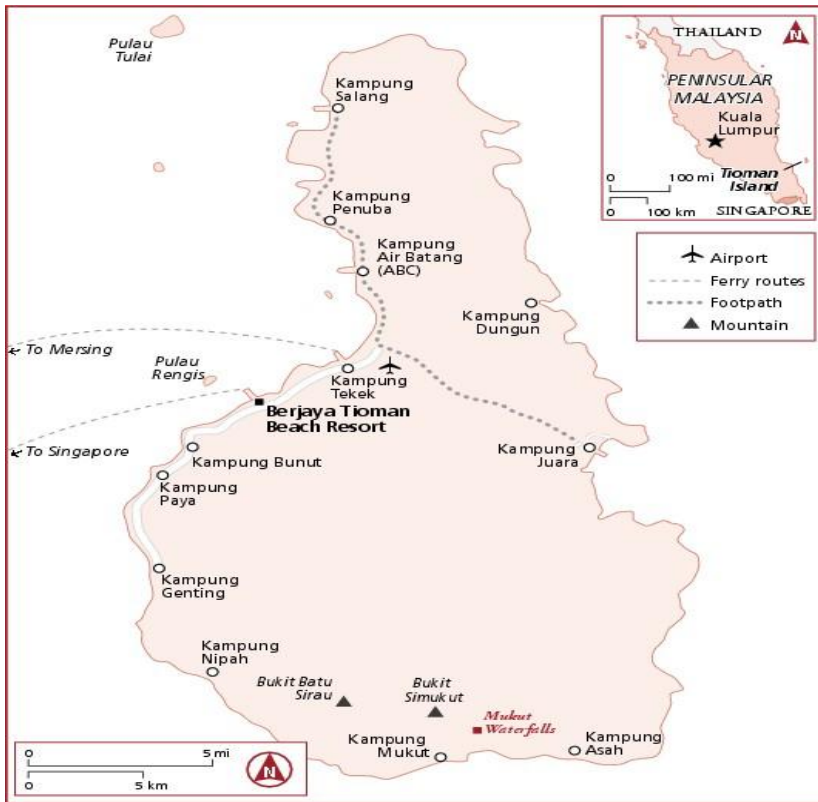 Pulau
Tulai
Kampung
Salang
Kampung
Penuba
Kampung
Air Batang
(ABC)
Kampung
Dungun
To Mersing
Pulau
Rengis
Kampung
Tekek
Berjaya Tioman
Beach Resort
To Singapore
Kampung Bunut
Kampung
Paya
Kampung
Juara
Kampung
Genting
Kampung
Nipah
Bukit Batu
Sirau
Bukit
Simukut
Mukut
Waterfalls
Kampung
Mukut
Kampung
Asah
0 5 mi
0 5 km
N
THAILAND
N
PENINSULAR
MALAYSIA
Kuala
Lumpur
0 100 mi
0 100 km
Tioman
Island
SINGAPORE
Airport
Ferry routes
Footpath
Mountain